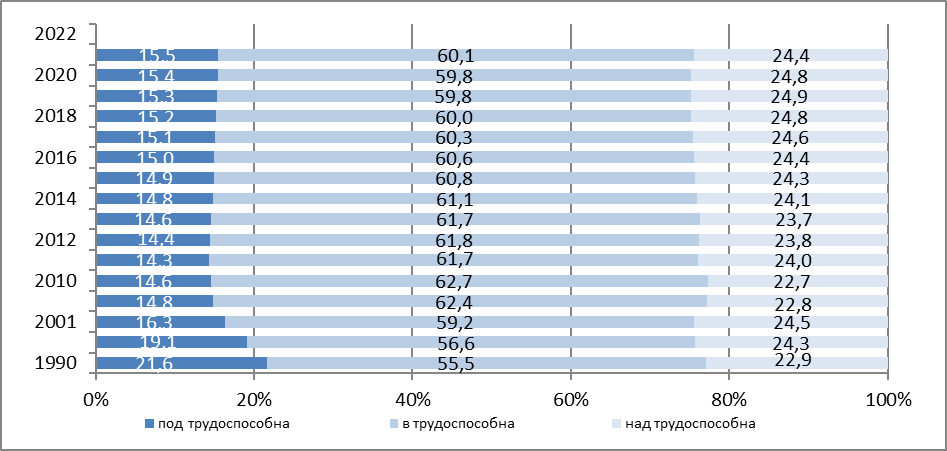 2022
15,5 60,1 24,4
2020 15,4 59,8 24,8
15,3 59,8 24,9
2018 15,2 60,0 24,8
15,1 60,3 24,6
2016 15,0 60,6 24,4
14,9 60,8 24,3
2014 14,8 61,1 24,1
14,6 61,7 23,7
2012 14,4 61,8 23,8
14,3 61,7 24,0
2010 14,6 62,7 22,7
14,8 62,4 22,8
2001 16,3 59,2 24,5
19,1 56,6 24,3
1990 21,6 55,5 22,9
0% 20% 40% 60% 80% 100%
под трудоспособна в трудоспособна над трудоспособна